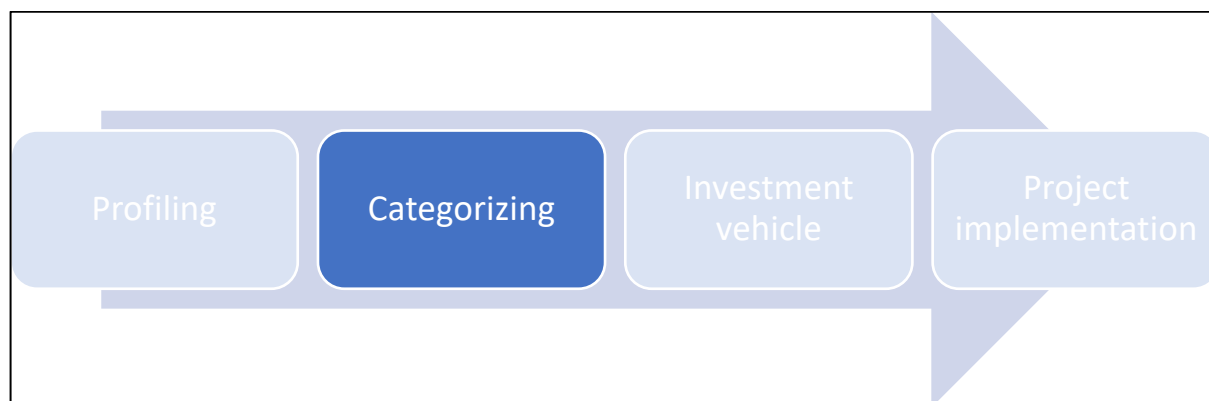 Profiling
Categorizing
Investment
vehicle
Project
implementation